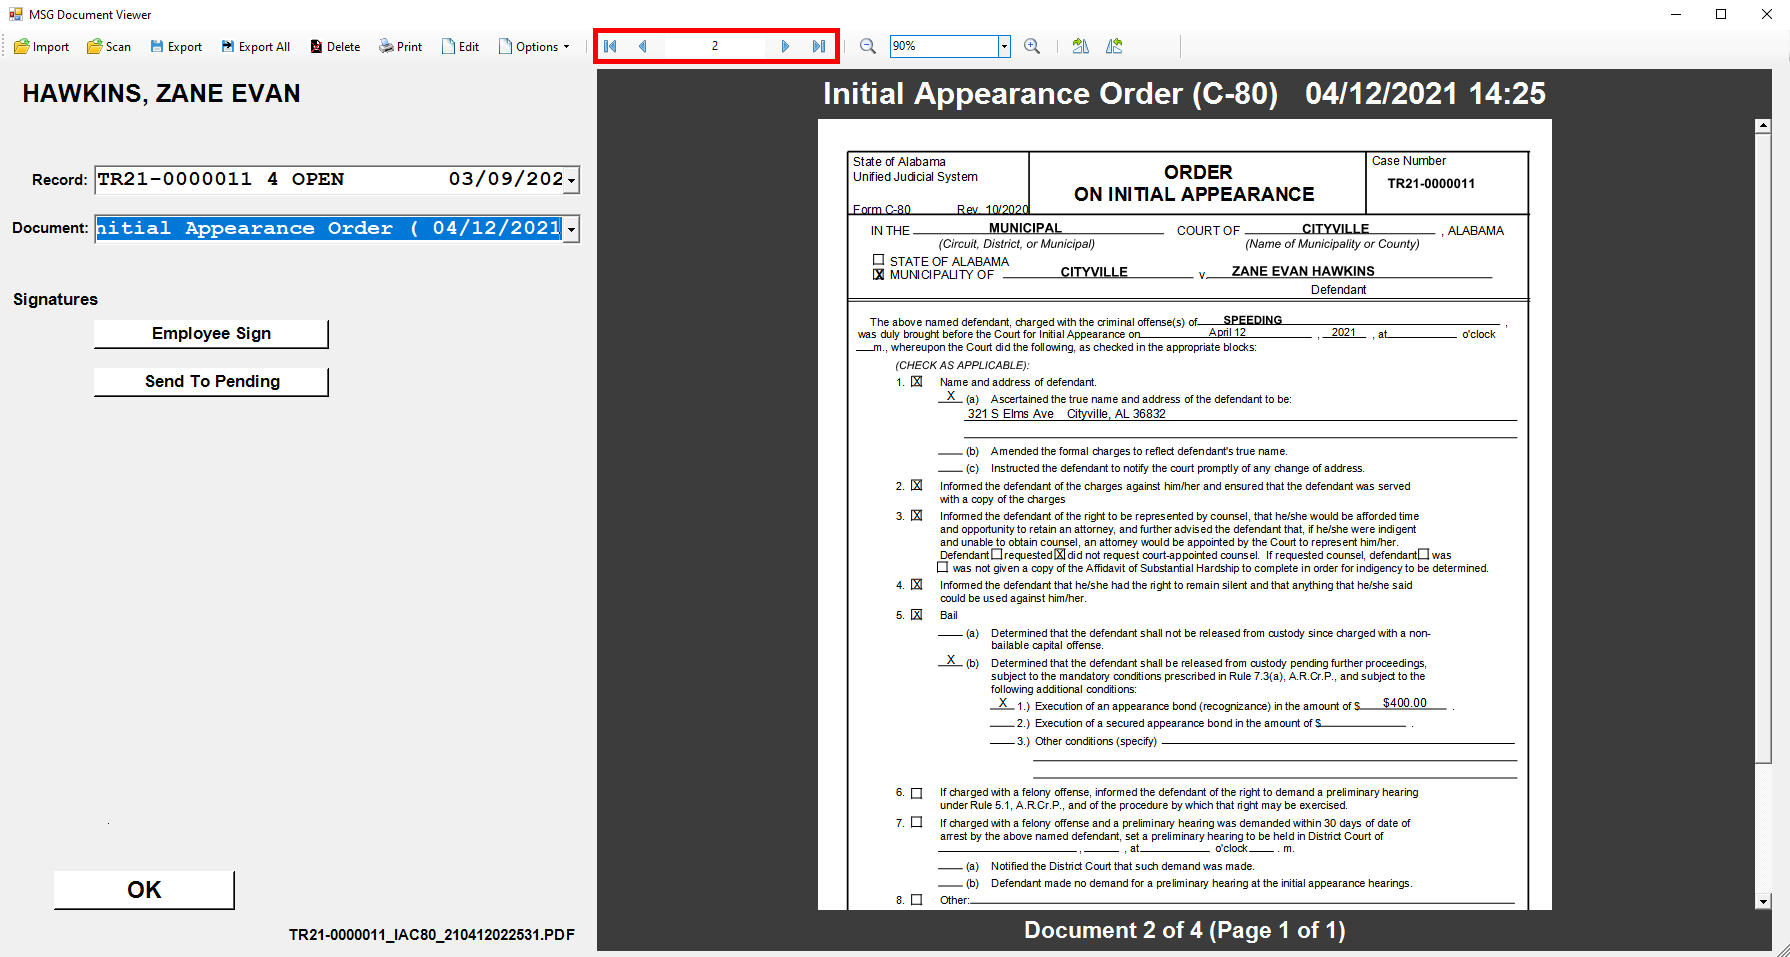 MSG Document Viewer
Import Scan Export Export All Delete Print Edit Options 2 90%
HAWKINS, ZANE EVAN
Record: TR21-0000011 4 OPEN 03/09/202
Document: nitial Appearance Order ( 04/12/2021
Signatures
Employee Sign
Send To Pending
OK
TR21-0000011_IAC80_210412022531.PDF
Initial Appearance Order (C-80) 04/12/2021 14:25
State of Alabama
Unified Judicial System
Form C-80 Rev. 10/2020
ORDER
ON INITIAL APPEARANCE
Case Number
TR21-0000011
IN THE MUNICIPAL COURT OF CITYVILLE , ALABAMA
(Circuit, District, or Municipal) (Name of Municipality or County)
STATE OF ALABAMA
X MUNICIPALITY OF CITYVILLE v. ZANE EVAN HAWKINS
Defendant
The above named defendant, charged with the criminal offense(s) of SPEEDING ,
was duly brought before the Court for Initial Appearance on April 12 , 2021 , at o'clock
m., whereupon the Court did the following, as checked in the appropriate blocks:
(CHECK AS APPLICABLE):
1. X Name and address of defendant.
X (a) Ascertained the true name and address of the defendant to be:
321 S Elms Ave Cityville, AL 36832
(b) Amended the formal charges to reflect defendant's true name.
(c) Instructed the defendant to notify the court promptly of any change of address.
2. X Informed the defendant of the charges against him/her and ensured that the defendant was served
with a copy of the charges
3. X Informed the defendant of the right to be represented by counsel, that he/she would be afforded time
and opportunity to retain an attorney, and further advised the defendant that, if he/she were indigent
and unable to obtain counsel, an attorney would be appointed by the Court to represent him/her.
Defendant requested X did not request court-appointed counsel. If requested counsel, defendant was
was not given a copy of the Affidavit of Substantial Hardship to complete in order for indigency to be determined.
4. X Informed the defendant that he/she had the right to remain silent and that anything that he/she said
could be used against him/her.
5. X Bail
(a) Determined that the defendant shall not be released from custody since charged with a non-
bailable capital offense.
X (b) Determined that the defendant shall be released from custody pending further proceedings,
subject to the mandatory conditions prescribed in Rule 7.3(a), A.R.Cr.P., and subject to the
following additional conditions:
X 1.) Execution of an appearance bond (recognizance) in the amount of $ $400.00 .
2.) Execution of a secured appearance bond in the amount of $ .
3.) Other conditions (specify)
6. If charged with a felony offense, informed the defendant of the right to demand a preliminary hearing
under Rule 5.1, A.R.Cr.P., and of the procedure by which that right may be exercised.
7. If charged with a felony offense and a preliminary hearing was demanded within 30 days of date of
arrest by the above named defendant, set a preliminary hearing to be held in District Court of
, , at o'clock . m.
(a) Notified the District Court that such demand was made.
(b) Defendant made no demand for a preliminary hearing at the initial appearance hearings.
8. Other:
Document 2 of 4 (Page 1 of 1)